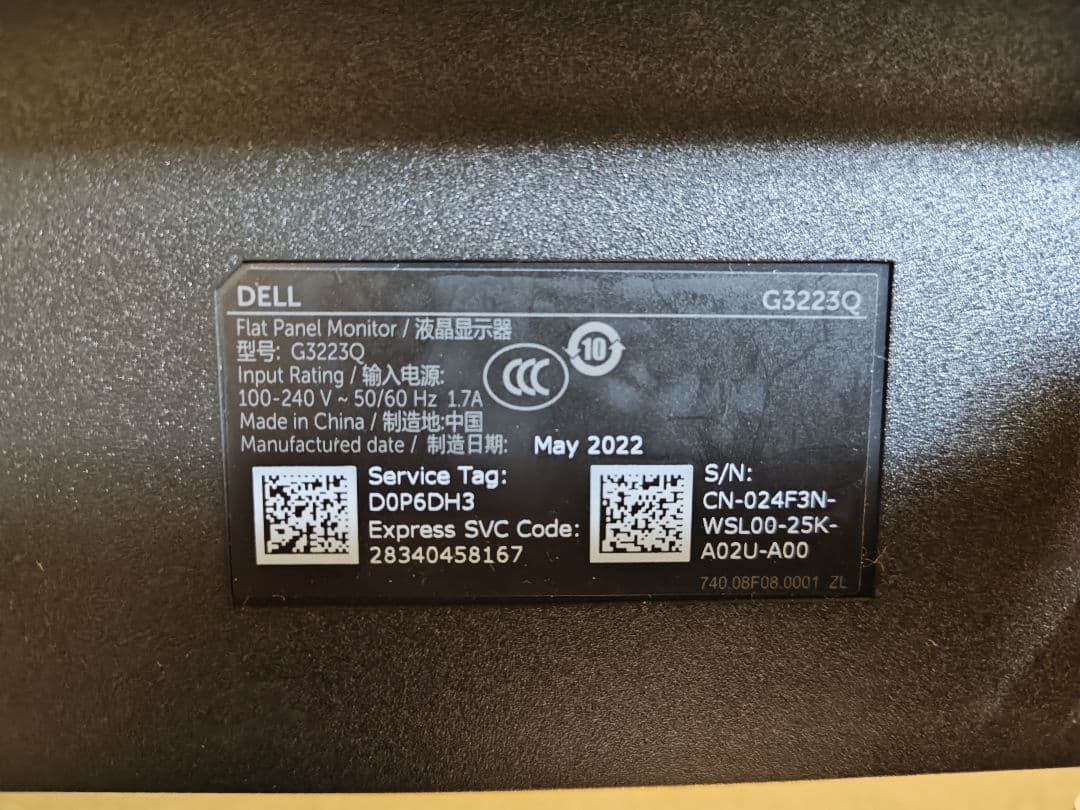 DELL G3223Q
Flat Panel Monitor / 液晶显示器
型号: G3223Q
Input Rating / 输入电源:
100-240 V ~ 50/60 Hz 1.7A
Made in China / 制造地:中国
Manufactured date / 制造日期: May 2022
CCC
10
Service Tag:
D0P6DH3
Express SVC Code:
28340458167
S/N:
CN-024F3N-
WSL00-25K-
A02U-A00
740.08F08.0001 ZL